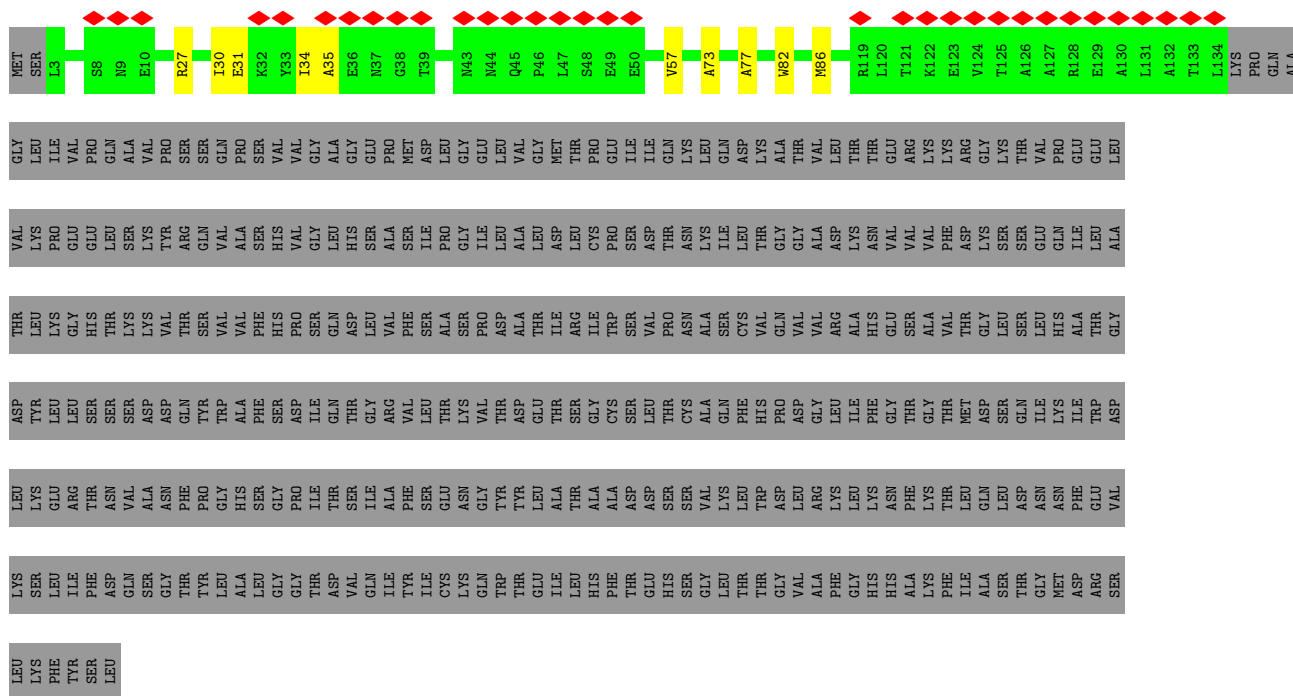 MET SER L3 S8 N9 E10 R27 I30 E31 K32 Y33 I34 A35 E36 N37 G38 T39 N43 N44 Q45 P46 L47 S48 E49 E50 V57 A73 A77 W82 M86 R119 L120 T121 K122 E123 V124 T125 A126 A127 R128 E129 A130 L131 A132 T133 L134 LYS PRO GLN ALA
GLY LEU ILE VAL PRO GLN ALA VAL PRO SER SER GLN PRO SER VAL VAL GLY ALA GLY GLU PRO MET ASP LEU GLY GLU LEU VAL GLY MET THR PRO GLU ILE ILE GLN LYS LEU GLN ASP LYS ALA THR VAL LEU THR THR GLU ARG LYS LYS ARG GLY LYS THR VAL PRO GLU GLU LEU
VAL LYS PRO GLU GLU LEU SER LYS TYR ARG GLN VAL ALA SER HIS VAL GLY LEU HIS SER ALA SER ILE PRO GLY ILE LEU ALA LEU ASP LEU CYS PRO SER ASP THR ASN LYS ILE LEU THR GLY GLY ALA ASP LYS ASN VAL VAL VAL PHE ASP LYS SER SER GLU GLN ILE LEU ALA
THR LEU LYS GLY HIS THR LYS LYS VAL THR SER VAL VAL PHE HIS PRO SER GLN ASP LEU VAL PHE SER ALA SER PRO ASP ALA THR ILE ARG ILE TRP SER VAL PRO ASN ALA SER CYS VAL GLN VAL VAL ARG ALA HIS GLU SER ALA VAL THR GLY LEU SER LEU HIS ALA THR GLY
ASP TYR LEU LEU SER SER SER ASP ASP GLN TYR TRP ALA PHE SER ASP ILE GLN THR GLY ARG VAL LEU THR LYS VAL THR ASP GLU THR SER GLY CYS SER LEU THR CYS ALA GLN PHE HIS PRO ASP GLY LEU ILE PHE GLY THR GLY THR MET ASP SER GLN ILE LYS ILE TRP ASP
LEU LYS GLU ARG THR ASN VAL ALA ASN PHE PRO GLY HIS SER GLY PRO ILE THR SER ILE ALA PHE SER GLU ASN GLY TYR TYR LEU ALA THR ALA ALA ASP ASP SER SER VAL LYS LEU TRP ASP LEU ARG LYS LEU LYS ASN PHE LYS THR LEU GLN LEU ASP ASN ASN PHE GLU VAL
LYS SER LEU ILE PHE ASP GLN SER GLY THR TYR LEU ALA LEU GLY GLY THR ASP VAL GLN ILE TYR ILE CYS LYS GLN TRP THR GLU ILE LEU HIS PHE THR GLU HIS SER GLY LEU THR THR GLY VAL ALA PHE GLY HIS HIS ALA LYS PHE ILE ALA SER THR GLY MET ASP ARG SER
LEU LYS PHE TYR SER LEU